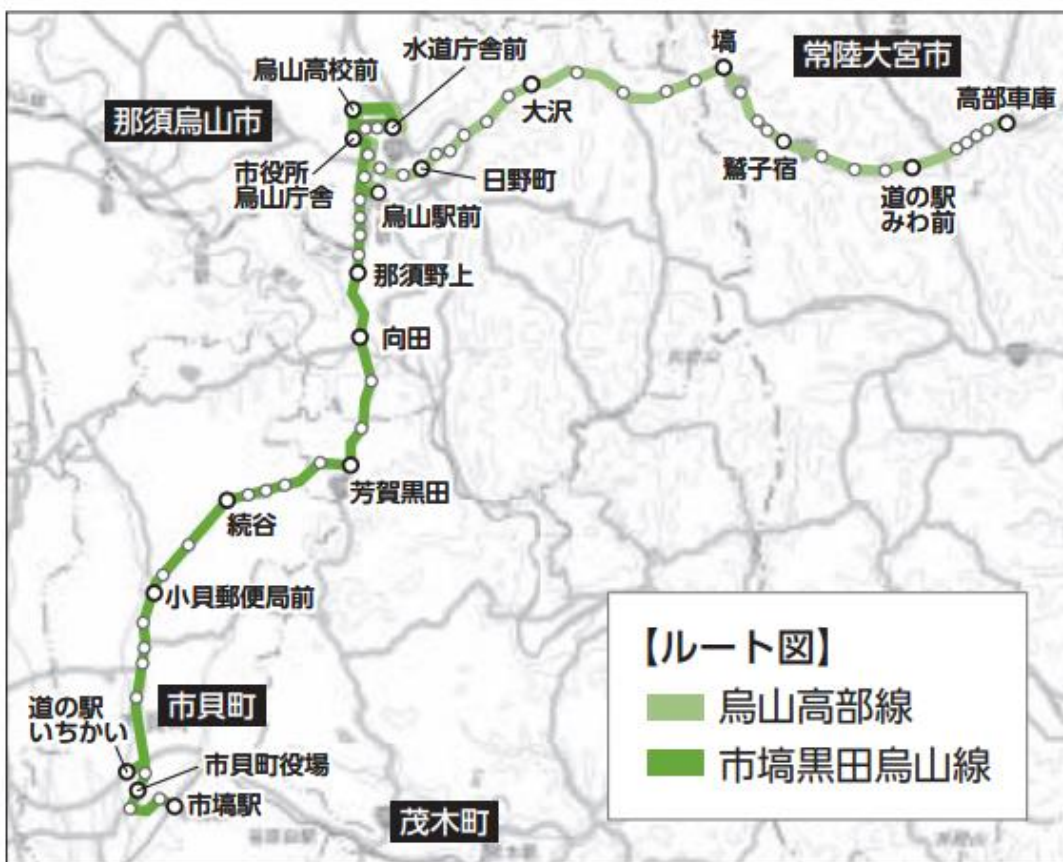 水道庁舎前
烏山高校前
塙
常陸大宮市
大沢
高部車庫
那須烏山市
市役所
烏山庁舎
日野町
鷲子宿
道の駅
みわ前
烏山駅前
那須野上
向田
芳賀黒田
続谷
小貝郵便局前
【ルート図】
烏山高部線
市塙黒田烏山線
市貝町
道の駅
いちかい
市貝町役場
市塙駅
茂木町